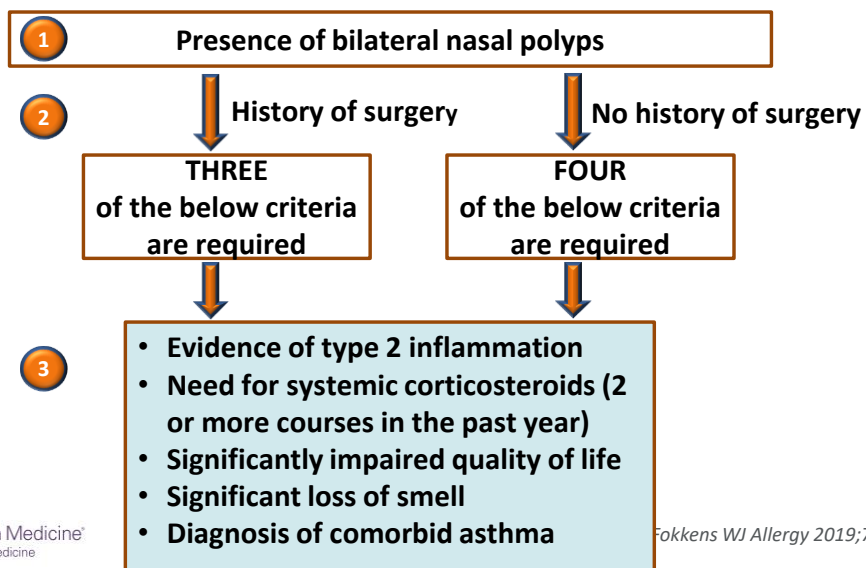 1
Presence of bilateral nasal polyps
2
History of surgery
No history of surgery
THREE
of the below criteria
are required
FOUR
of the below criteria
are required
3
• Evidence of type 2 inflammation
• Need for systemic corticosteroids (2
or more courses in the past year)
• Significantly impaired quality of life
• Significant loss of smell
• Diagnosis of comorbid asthma
Medicine®
edicine
Fokkens WJ Allergy 2019;7